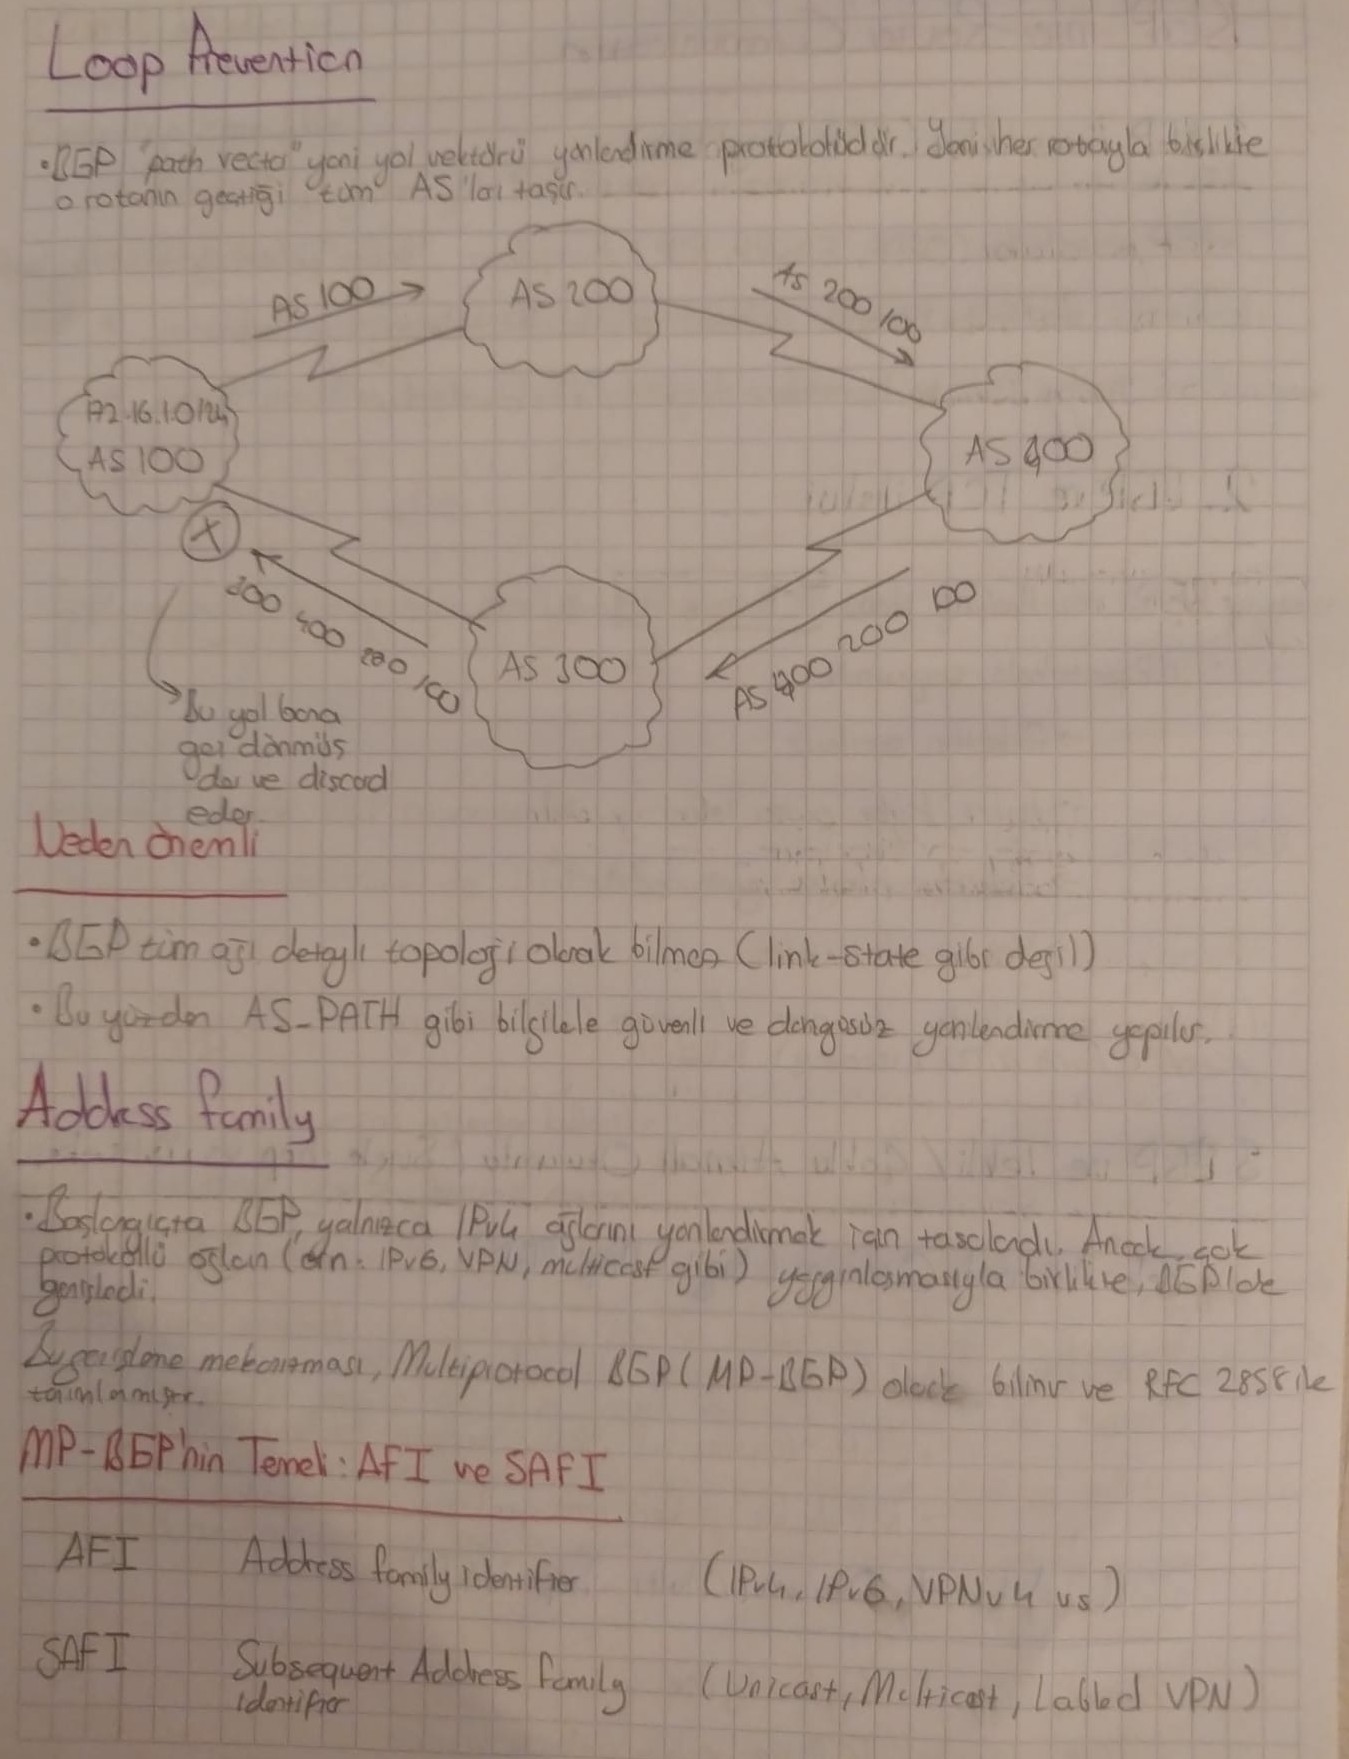 Loop Prevention
• BGP "path vector" yani yol vektörü yönlendirme protokolüdür. Yani her rotayla birlikte
o rotanın geçtiği tüm AS'ları taşır.
AS 100
AS 200
AS 200 100
172.16.1.0/24
AS 100
AS 400
300 400 200 100
AS 300
AS 400 200 100
Bu yol bana
geri dönmüş
der ve discard
eder.
Neden önemli
• BGP tüm ağı detaylı topoloji olarak bilmez (link-state gibi değil)
• Bu yüzden AS-PATH gibi bilgilerle güvenli ve döngüsüz yönlendirme yapılır.
Address Family
• Başlangıçta BGP, yalnızca IPv4 ağlarını yönlendirmek için tasarlandı. Ancak çok
protokollü ağların (örn: IPv6, VPN, multicast gibi) yaygınlaşmasıyla birlikte, BGP'de
genişledi.
Bu genişleme mekanizması, Multiprotocol BGP (MP-BGP) olarak bilinir ve RFC 2858 ile
tanımlanmıştır.
MP-BGP'nin Temeli: AFI ve SAFI
AFI Address family identifier (IPv4, IPv6, VPNv4 vs)
SAFI Subsequent Address Family (Unicast, Multicast, Labled VPN)
identifier